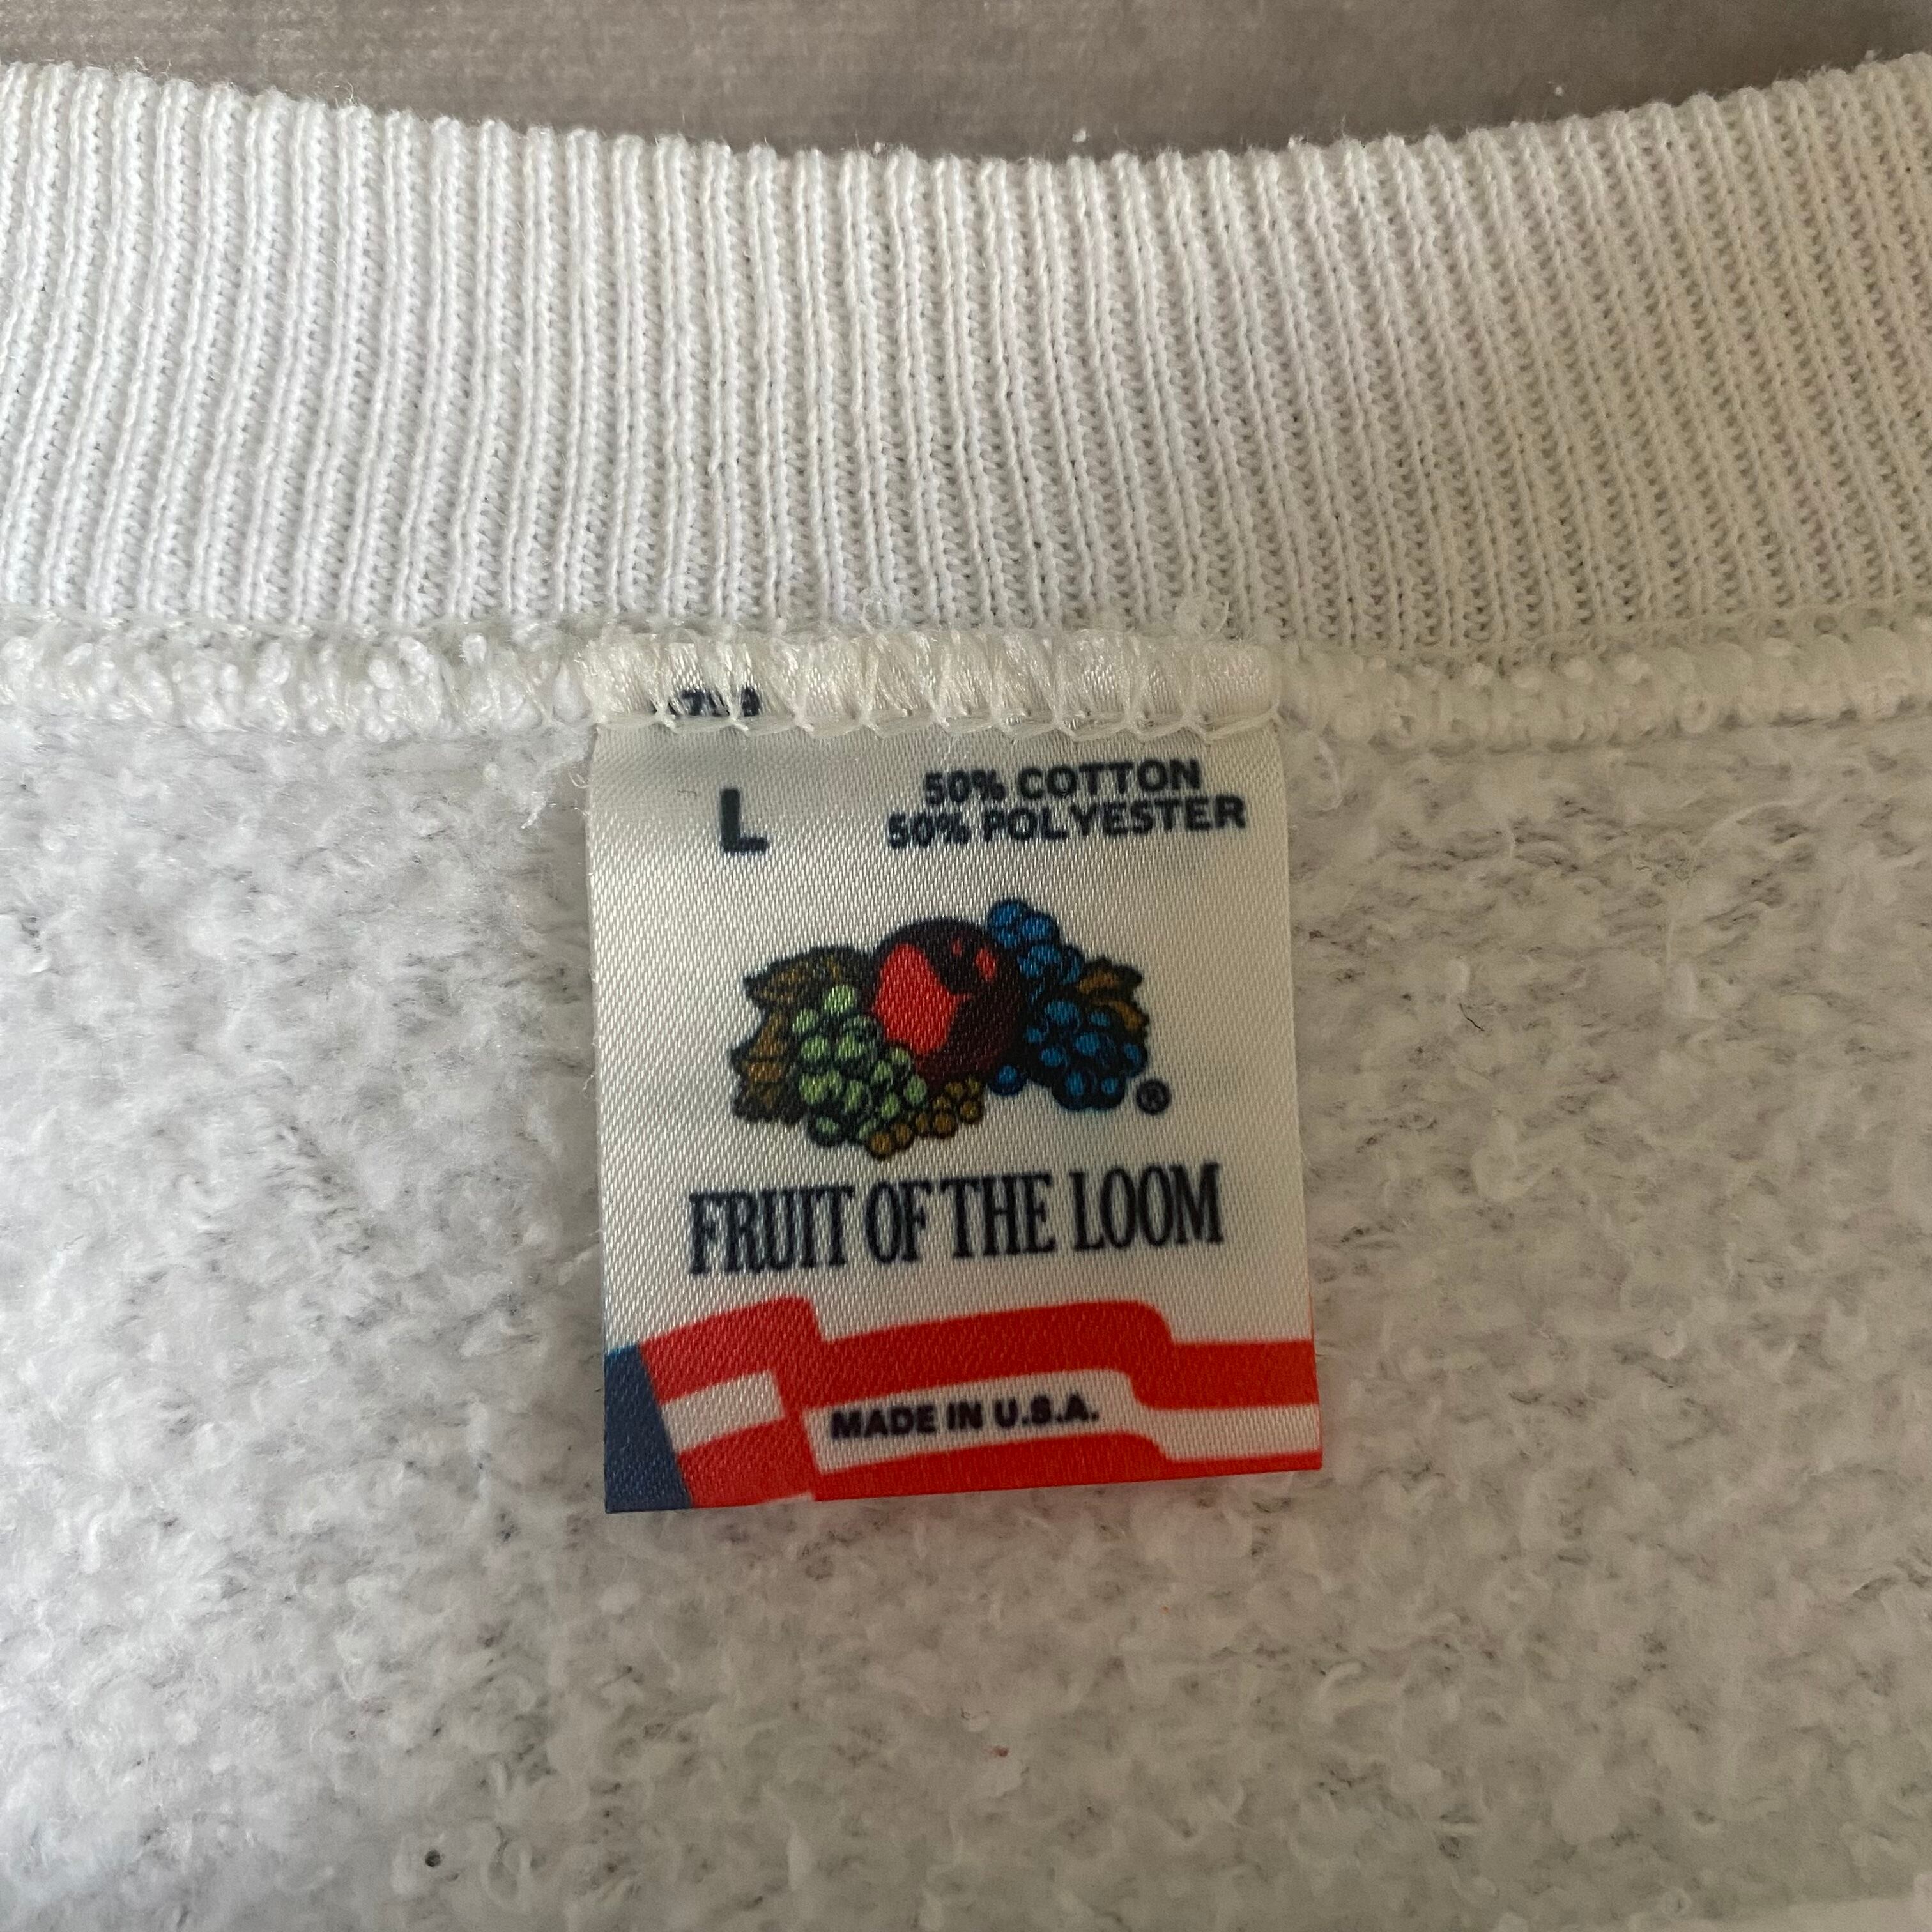 L
50% COTTON
50% POLYESTER
®
FRUIT OF THE LOOM
MADE IN U.S.A.